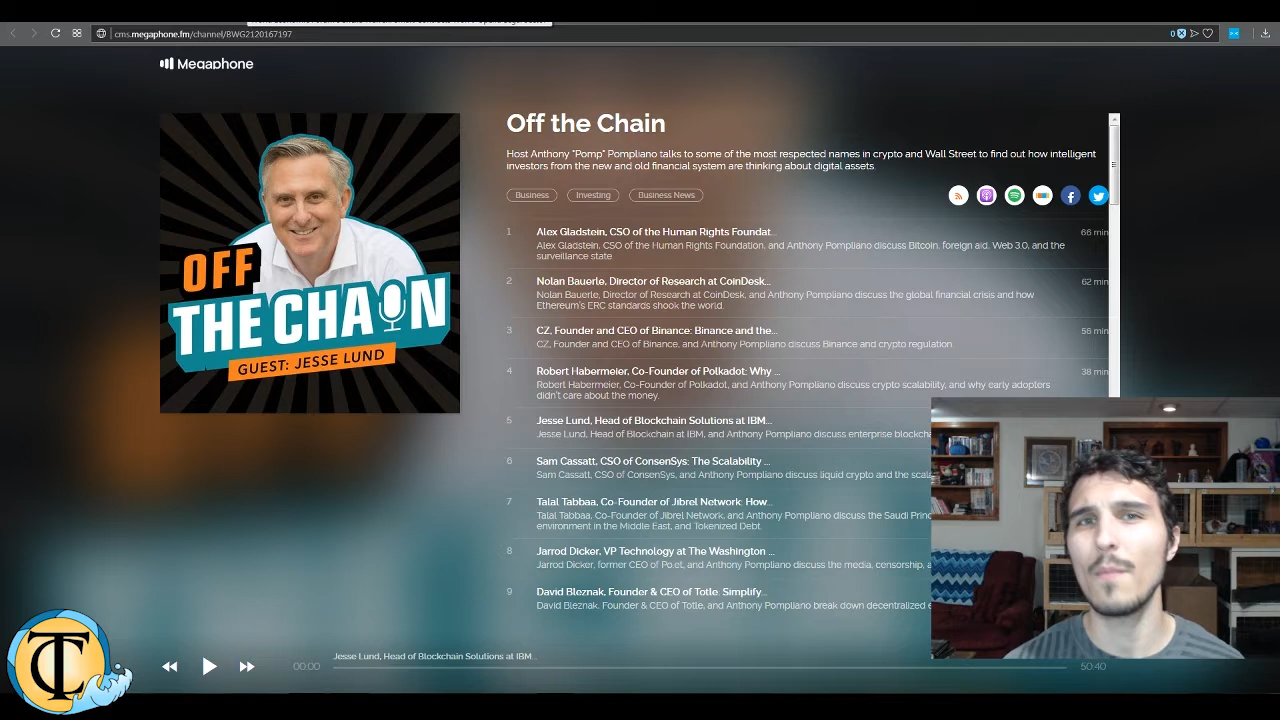 cms.megaphone.fm/channel/BWG2120167197
0
Megaphone
OFF
THE CHAIN
GUEST: JESSE LUND
Off the Chain
Host Anthony "Pomp" Pompliano talks to some of the most respected names in crypto and Wall Street to find out how intelligent
investors from the new and old financial system are thinking about digital assets.
Business Investing Business News
1 Alex Gladstein, CSO of the Human Rights Foundat... 66 min
Alex Gladstein, CSO of the Human Rights Foundation, and Anthony Pompliano discuss Bitcoin, foreign aid, Web 3.0, and the
surveillance state.
2 Nolan Bauerle, Director of Research at CoinDesk... 62 min
Nolan Bauerle, Director of Research at CoinDesk, and Anthony Pompliano discuss the global financial crisis and how
Ethereum's ERC standards shook the world.
3 CZ, Founder and CEO of Binance: Binance and the... 56 min
CZ, Founder and CEO of Binance, and Anthony Pompliano discuss Binance and crypto regulation
4 Robert Habermeier, Co-Founder of Polkadot: Why ... 38 min
Robert Habermeier, Co-Founder of Polkadot, and Anthony Pompliano discuss crypto scalability, and why early adopters
didn't care about the money.
5 Jesse Lund, Head of Blockchain Solutions at IBM...
Jesse Lund, Head of Blockchain at IBM, and Anthony Pompliano discuss enterprise blockcha
6 Sam Cassatt, CSO of ConsenSys: The Scalability ...
Sam Cassatt, CSO of ConsenSys, and Anthony Pompliano discuss liquid crypto and the scala
7 Talal Tabbaa, Co-Founder of Jibrel Network: How...
Talal Tabbaa, Co-Founder of Jibrel Network, and Anthony Pompliano discuss the Saudi Princ
environment in the Middle East, and Tokenized Debt.
8 Jarrod Dicker, VP Technology at The Washington ...
Jarrod Dicker, former CEO of Po.et, and Anthony Pompliano discuss the media, censorship, a
9 David Bleznak, Founder & CEO of Totle: Simplify...
David Bleznak, Founder & CEO of Totle, and Anthony Pompliano break down decentralized e
Jesse Lund, Head of Blockchain Solutions at IBM...
00:00
50:40
TC